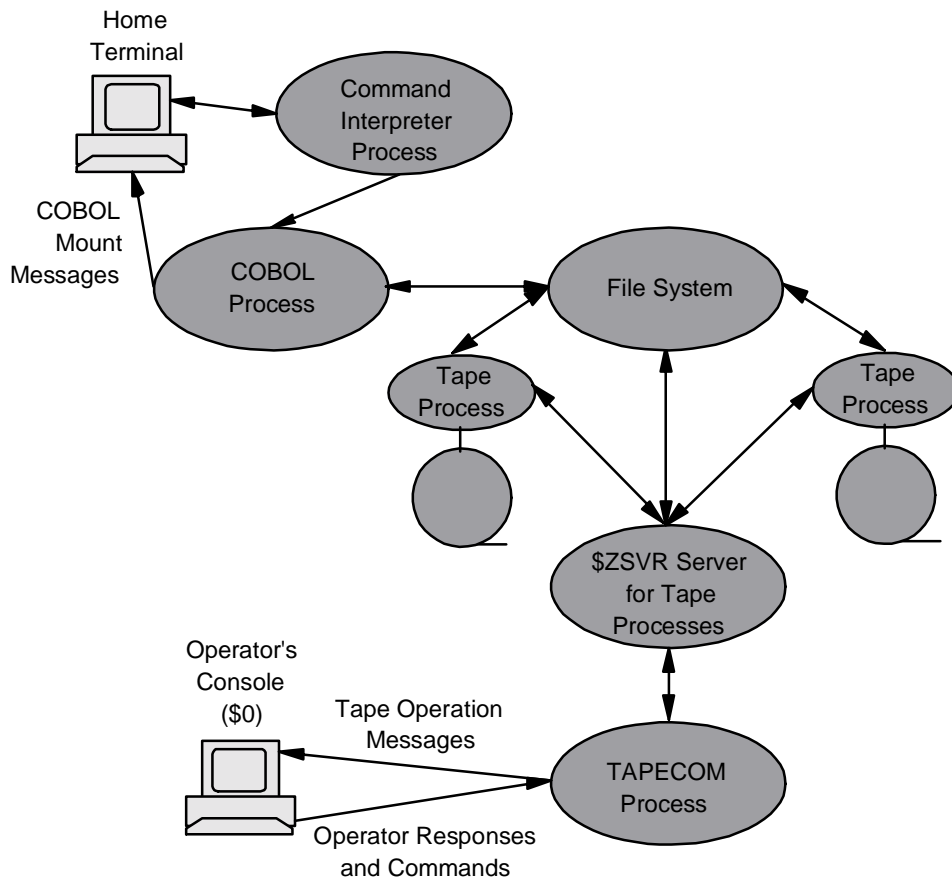 Home
Terminal
Command
Interpreter
Process
COBOL
Mount
Messages
COBOL
Process
File System
Tape
Process
Tape
Process
$ZSVR Server
for Tape
Processes
Operator's
Console
($0)
Tape Operation
Messages
TAPECOM
Process
Operator Responses
and Commands